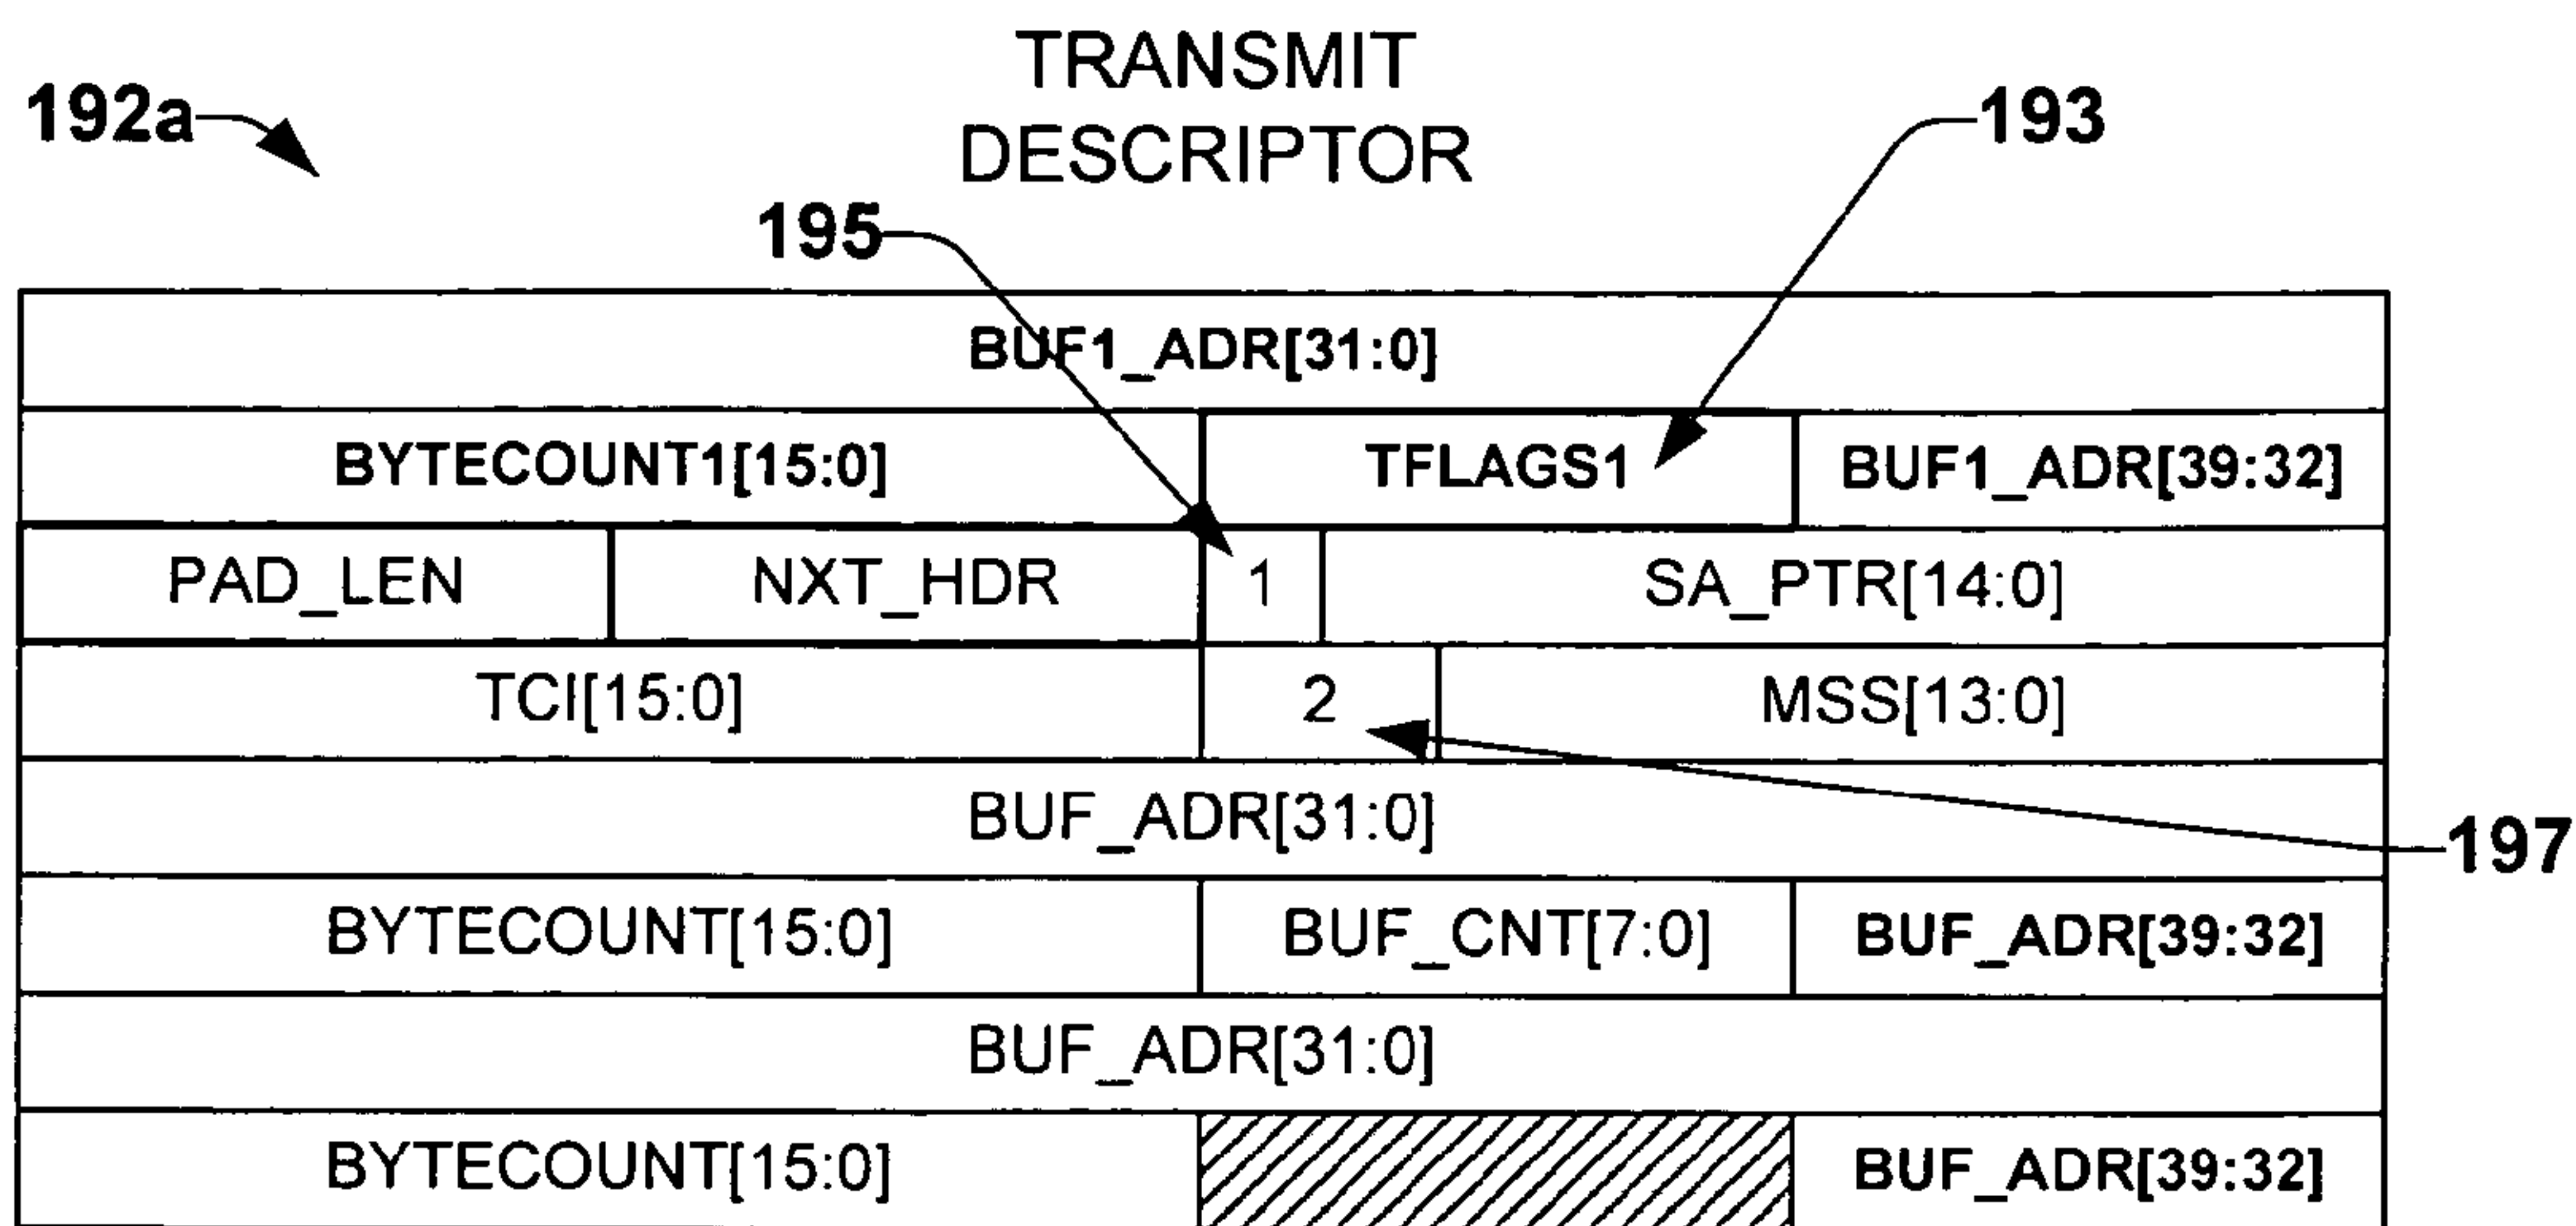 TRANSMIT
DESCRIPTOR
192a
193
195
BUF1_ADR[31:0]
BYTECOUNT1[15:0] TFLAGS1 BUF1_ADR[39:32]
PAD_LEN NXT_HDR 1 SA_PTR[14:0]
TCI[15:0] 2 MSS[13:0]
BUF_ADR[31:0]
197
BYTECOUNT[15:0] BUF_CNT[7:0] BUF_ADR[39:32]
BUF_ADR[31:0]
BYTECOUNT[15:0] BUF_ADR[39:32]